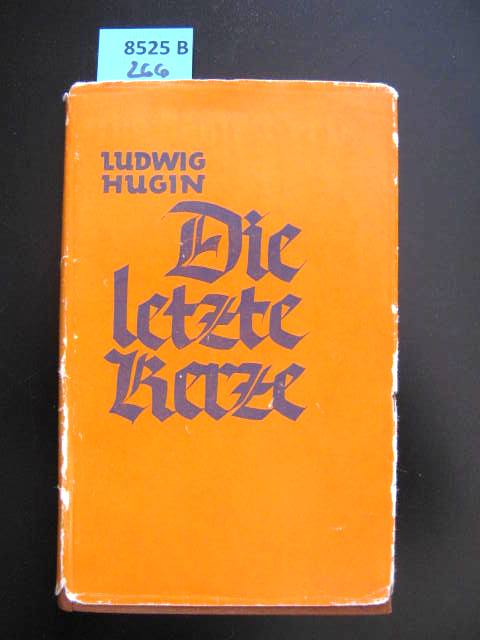 8525 B
266
LUDWIG
HUGIN
Die
letzte
Kerze